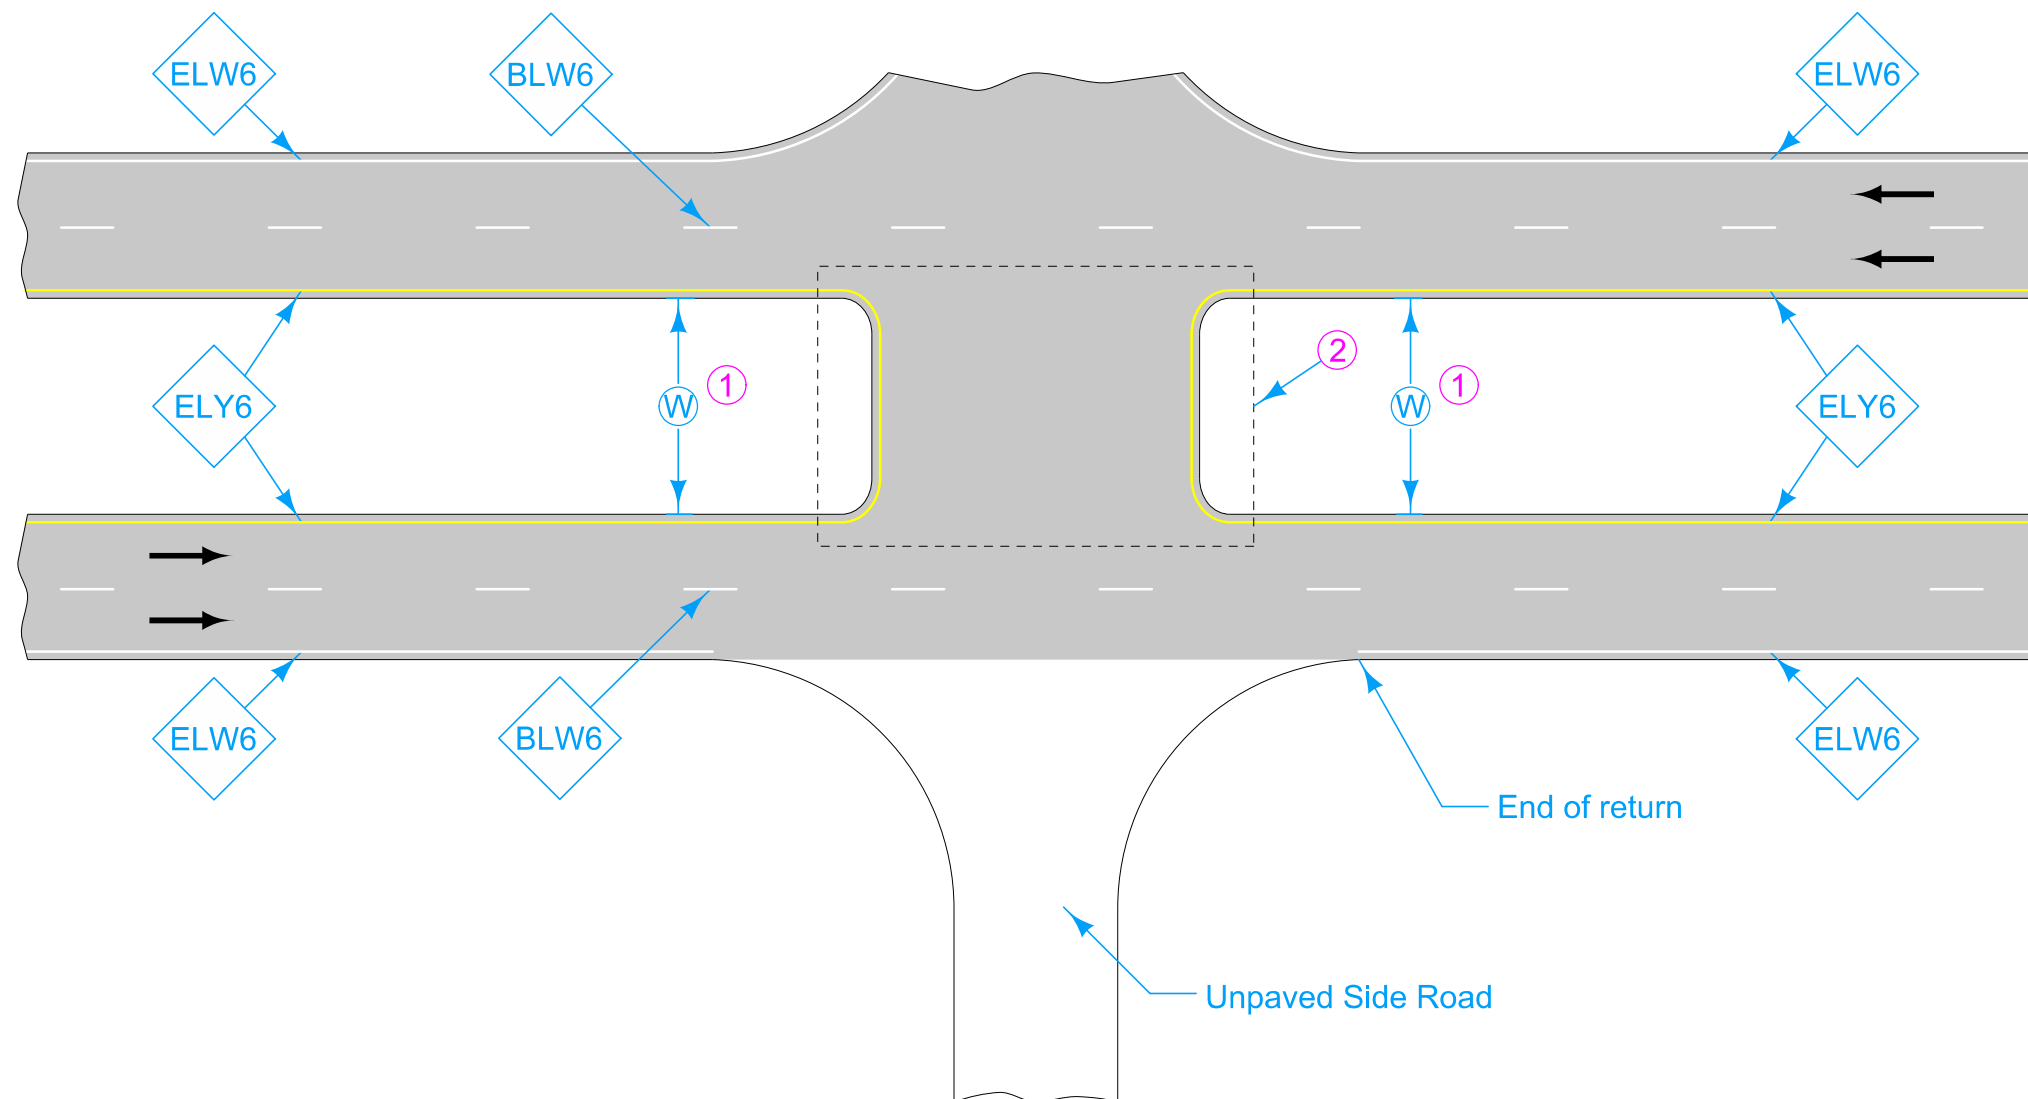 ELW6
BLW6
ELW6
2
1
1
ELY6
W
W
ELY6
ELW6
BLW6
ELW6
End of return
Unpaved Side Road